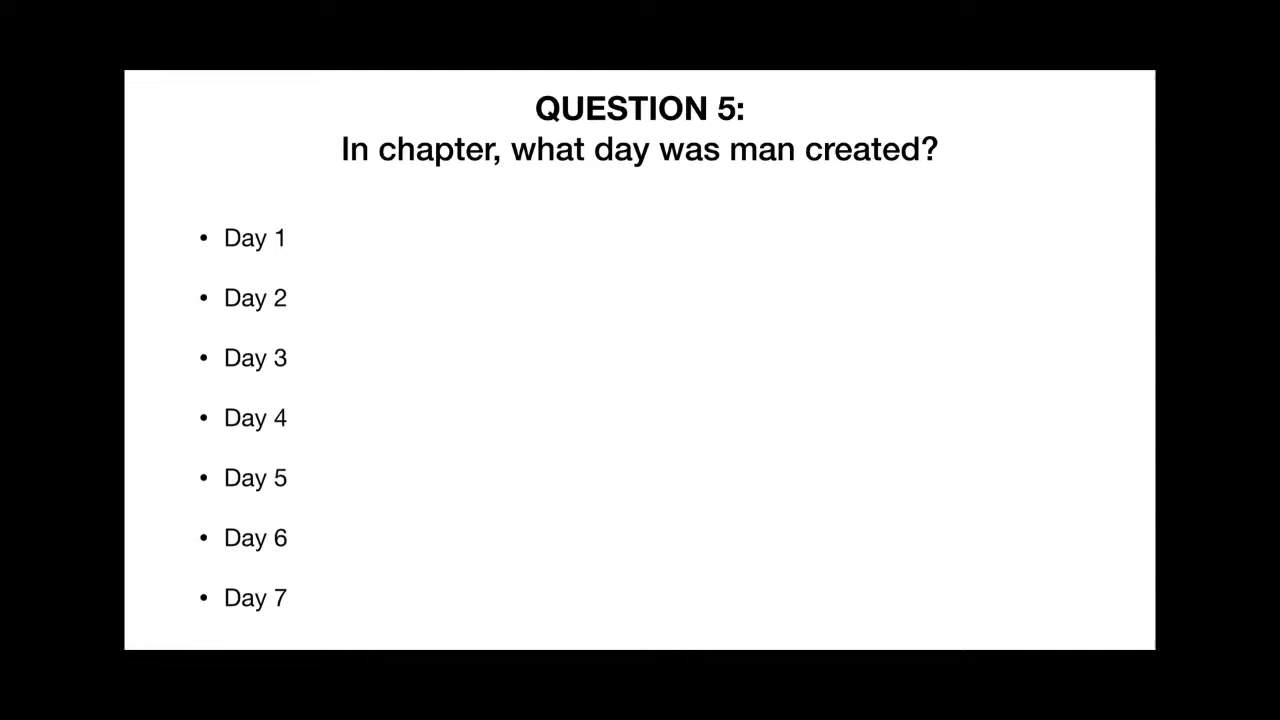 QUESTION 5:
In chapter, what day was man created?
• Day 1
• Day 2
• Day 3
• Day 4
• Day 5
• Day 6
• Day 7